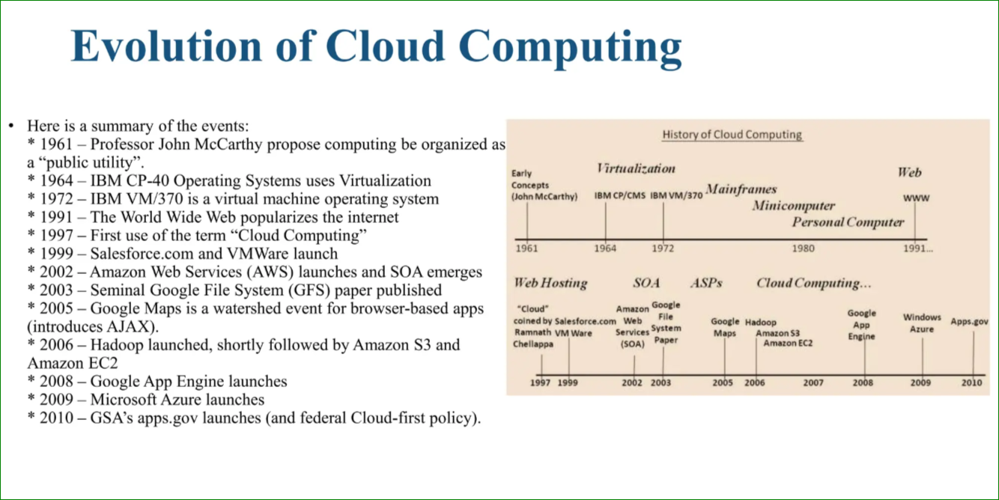 Evolution of Cloud Computing
• Here is a summary of the events:
* 1961 – Professor John McCarthy propose computing be organized as
a “public utility”.
* 1964 – IBM CP-40 Operating Systems uses Virtualization
* 1972 – IBM VM/370 is a virtual machine operating system
* 1991 – The World Wide Web popularizes the internet
* 1997 – First use of the term “Cloud Computing”
* 1999 – Salesforce.com and VMWare launch
* 2002 – Amazon Web Services (AWS) launches and SOA emerges
* 2003 – Seminal Google File System (GFS) paper published
* 2005 – Google Maps is a watershed event for browser-based apps
(introduces AJAX).
* 2006 – Hadoop launched, shortly followed by Amazon S3 and
Amazon EC2
* 2008 – Google App Engine launches
* 2009 – Microsoft Azure launches
* 2010 – GSA’s apps.gov launches (and federal Cloud-first policy).
History of Cloud Computing
Virtualization
Mainframes
Minicomputer
Personal Computer
Web
Early
Concepts
(John McCarthy)
IBM CP/CMS
IBM VM/370
WWW
1961
1964
1972
1980
1991...
Web Hosting
SOA
ASPs
Cloud Computing...
“Cloud”
coined by
Ramnath
Chellappa
Salesforce.com
VM Ware
Amazon
Web
Services
(SOA)
Google
File
System
Paper
Google
Maps
Hadoop
Amazon S3
Amazon EC2
Google
App
Engine
Windows
Azure
Apps.gov
1997
1999
2002
2003
2005
2006
2007
2008
2009
2010